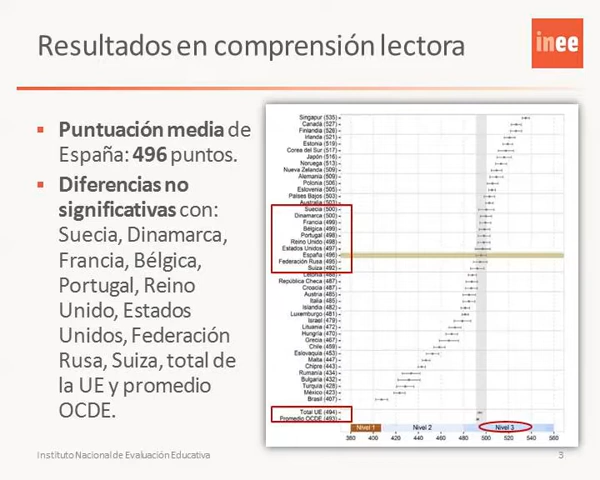 Resultados en comprensión lectora
inee
Puntuación media de
España: 496 puntos.
Diferencias no
significativas con:
Suecia, Dinamarca,
Francia, Bélgica,
Portugal, Reino
Unido, Estados
Unidos, Federación
Rusa, Suiza, total de
la UE y promedio
OCDE.
Singapur (535)
Canadá (527)
Finlandia (526)
Irlanda (521)
Estonia (519)
Corea del Sur (517)
Japón (516)
Noruega (513)
Nueva Zelanda (509)
Alemania (509)
Polonia (506)
Eslovenia (505)
Países Bajos (503)
Australia (503)
Suecia (500)
Dinamarca (500)
Francia (499)
Bélgica (499)
Portugal (498)
Reino Unido (498)
Estados Unidos (497)
España (496)
Federación Rusa (495)
Suiza (492)
Letonia (488)
República Checa (487)
Croacia (487)
Austria (485)
Italia (485)
Islandia (482)
Luxemburgo (481)
Israel (479)
Lituania (472)
Hungría (470)
Grecia (467)
Chile (459)
Eslovaquia (453)
Malta (447)
Chipre (443)
Rumanía (434)
Bulgaria (432)
Turquía (428)
México (423)
Brasil (407)
Total UE (494)
Promedio OCDE (493)
Nivel 1 Nivel 2 Nivel 3
380 400 420 440 460 480 500 520 540 560
Instituto Nacional de Evaluación Educativa
3